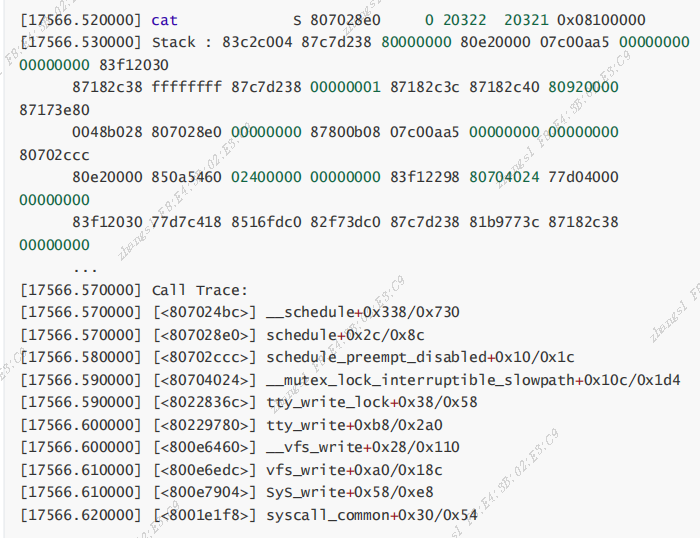 [17566.520000] cat             S 807028e0     0 20322  20321 0x08100000
[17566.530000] Stack : 83c2c004 87c7d238 80000000 80e20000 07c00aa5 00000000
00000000 83f12030
87182c38 ffffffff 87c7d238 00000001 87182c3c 87182c40 80920000
87173e80
0048b028 807028e0 00000000 87800b08 07c00aa5 00000000 00000000
80702ccc
80e20000 850a5460 02400000 00000000 83f12298 80704024 77d04000
00000000
83f12030 77d7c418 8516fdc0 82f73dc0 87c7d238 81b9773c 87182c38
00000000
...
[17566.570000] Call Trace:
[17566.570000] [<807024bc>] __schedule+0x338/0x730
[17566.570000] [<807028e0>] schedule+0x2c/0x8c
[17566.580000] [<80702ccc>] schedule_preempt_disabled+0x10/0x1c
[17566.590000] [<80704024>] __mutex_lock_interruptible_slowpath+0x10c/0x1d4
[17566.590000] [<8022836c>] tty_write_lock+0x38/0x58
[17566.600000] [<80229780>] tty_write+0xb8/0x2a0
[17566.600000] [<800e6460>] __vfs_write+0x28/0x110
[17566.610000] [<800e6edc>] vfs_write+0xa0/0x18c
[17566.610000] [<800e7904>] SyS_write+0x58/0xe8
[17566.620000] [<8001e1f8>] syscall_common+0x30/0x54